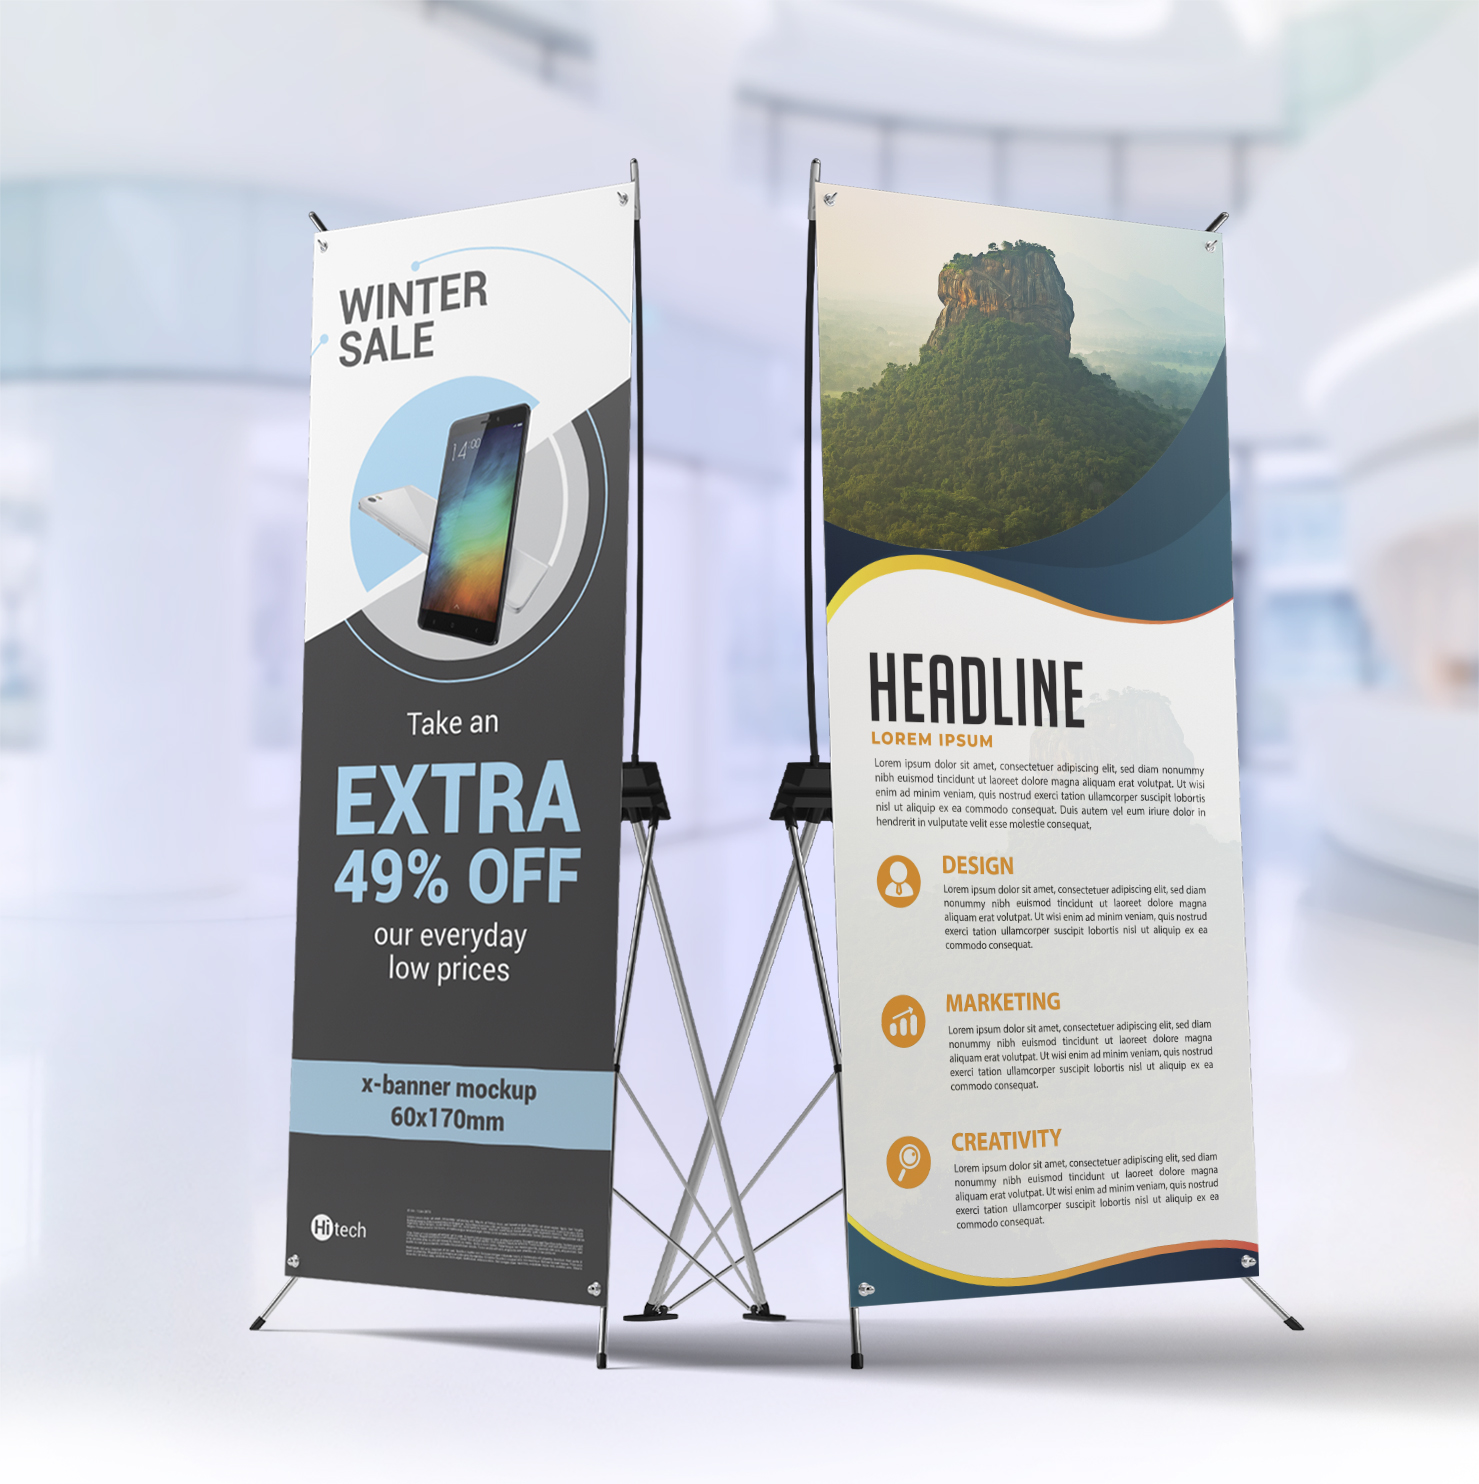 WINTER
SALE
14:00
Take an
EXTRA
49% OFF
our everyday
low prices
x-banner mockup
60x170mm
Hi tech
HEADLINE
LOREM IPSUM
Lorem ipsum dolor sit amet, consectetuer adipiscing elit, sed diam nonummy
nibh euismod tincidunt ut laoreet dolore magna aliquam erat volutpat. Ut wisi
enim ad minim veniam, quis nostrud exerci tation ullamcorper suscipit lobortis
nisl ut aliquip ex ea commodo consequat. Duis autem vel eum iriure dolor in
hendrerit in vulputate velit esse molestie consequat,
DESIGN
Lorem ipsum dolor sit amet, consectetuer adipiscing elit, sed diam
nonummy nibh euismod tincidunt ut laoreet dolore magna
aliquam erat volutpat. Ut wisi enim ad minim veniam, quis nostrud
exerci tation ullamcorper suscipit lobortis nisl ut aliquip ex ea
commodo consequat.
MARKETING
Lorem ipsum dolor sit amet, consectetuer adipiscing elit, sed diam
nonummy nibh euismod tincidunt ut laoreet dolore magna
aliquam erat volutpat. Ut wisi enim ad minim veniam, quis nostrud
exerci tation ullamcorper suscipit lobortis nisl ut aliquip ex ea
commodo consequat.
CREATIVITY
Lorem ipsum dolor sit amet, consectetuer adipiscing elit, sed diam
nonummy nibh euismod tincidunt ut laoreet dolore magna
aliquam erat volutpat. Ut wisi enim ad minim veniam, quis nostrud
exerci tation ullamcorper suscipit lobortis nisl ut aliquip ex ea
commodo consequat.